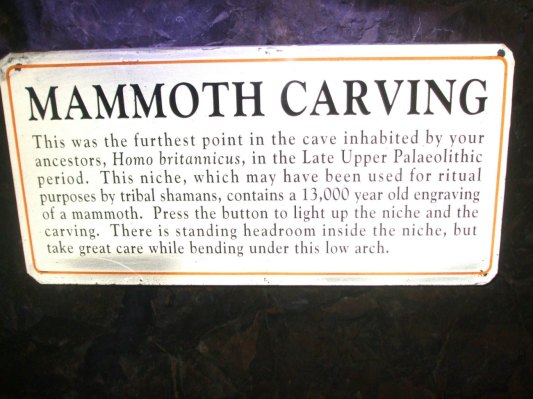 MAMMOTH CARVING
This was the furthest point in the cave inhabited by your
ancestors, Homo britannicus, in the Late Upper Palaeolithic
period. This niche, which may have been used for ritual
purposes by tribal shamans, contains a 13,000 year old engraving
of a mammoth. Press the button to light up the niche and the
carving. There is standing headroom inside the niche, but
take great care while bending under this low arch.